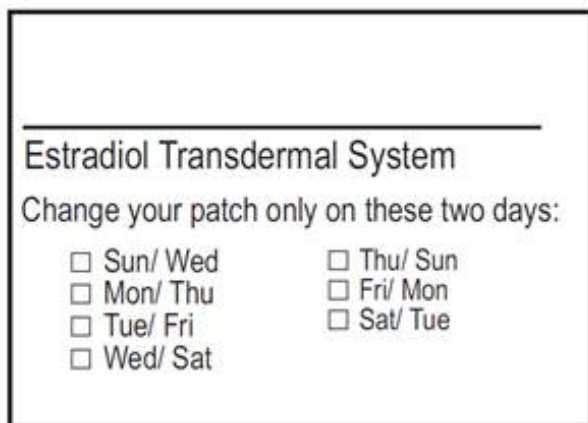 Estradiol Transdermal System
Change your patch only on these two days:
☐ Sun/ Wed
☐ Mon/ Thu
☐ Tue/ Fri
☐ Wed/ Sat
☐ Thu/ Sun
☐ Fri/ Mon
☐ Sat/ Tue